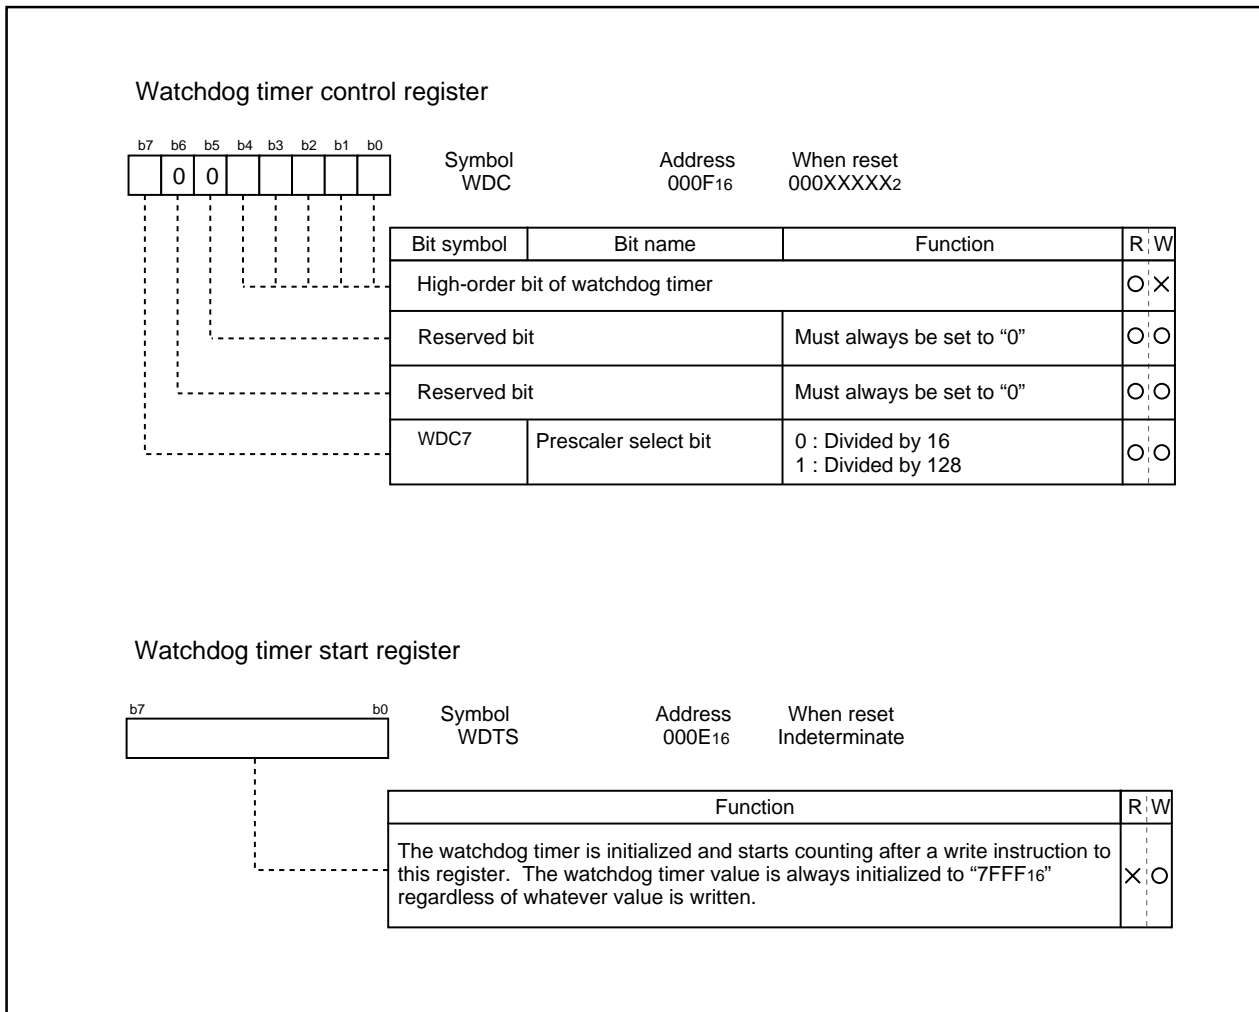 Watchdog timer control register
b7 b6 b5 b4 b3 b2 b1 b0
0 0
Symbol Address When reset
WDC 000F16 000XXXXX2
Bit symbol Bit name Function R W
High-order bit of watchdog timer
Reserved bit Must always be set to “0”
Reserved bit Must always be set to “0”
WDC7 Prescaler select bit 0 : Divided by 16
1 : Divided by 128
Watchdog timer start register
b7 b0
Symbol Address When reset
WDTS 000E16 Indeterminate
Function R W
The watchdog timer is initialized and starts counting after a write instruction to
this register. The watchdog timer value is always initialized to “7FFF16”
regardless of whatever value is written.